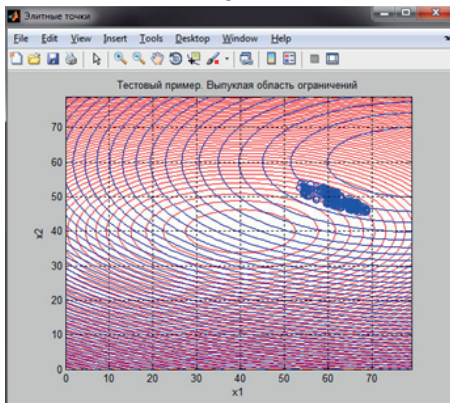 Элитные точки
File Edit View Insert Tools Desktop Window Help
Тестовый пример. Выпуклая область ограничений
70
60
50
40
30
20
10
0
x2
0 10 20 30 40 50 60 70
x1